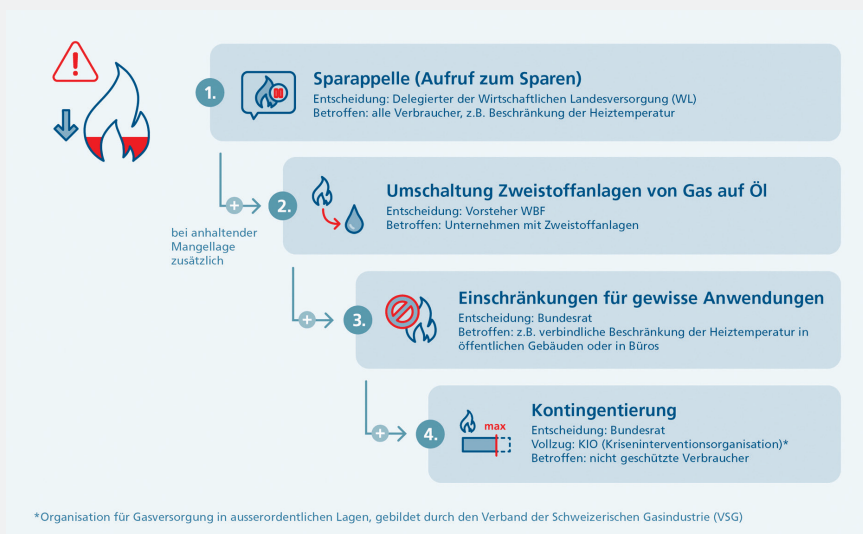 1.
Sparappelle (Aufruf zum Sparen)
Entscheidung: Delegierter der Wirtschaftlichen Landesversorgung (WL)
Betroffen: alle Verbraucher, z.B. Beschränkung der Heiztemperatur
+
bei anhaltender
Mangellage
zusätzlich
2.
Umschaltung Zweistoffanlagen von Gas auf Öl
Entscheidung: Vorsteher WBF
Betroffen: Unternehmen mit Zweistoffanlagen
+
3.
Einschränkungen für gewisse Anwendungen
Entscheidung: Bundesrat
Betroffen: z.B. verbindliche Beschränkung der Heiztemperatur in
öffentlichen Gebäuden oder in Büros
+
4.
max
Kontingentierung
Entscheidung: Bundesrat
Vollzug: KIO (Kriseninterventionsorganisation)*
Betroffen: nicht geschützte Verbraucher
*Organisation für Gasversorgung in ausserordentlichen Lagen, gebildet durch den Verband der Schweizerischen Gasindustrie (VSG)